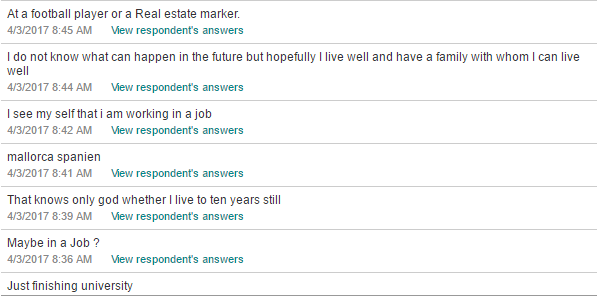 At a football player or a Real estate marker.
4/3/2017 8:45 AM View respondent's answers
I do not know what can happen in the future but hopefully I live well and have a family with whom I can live
well
4/3/2017 8:44 AM View respondent's answers
I see my self that i am working in a job
4/3/2017 8:42 AM View respondent's answers
mallorca spanien
4/3/2017 8:41 AM View respondent's answers
That knows only god whether I live to ten years still
4/3/2017 8:39 AM View respondent's answers
Maybe in a Job ?
4/3/2017 8:36 AM View respondent's answers
Just finishing university